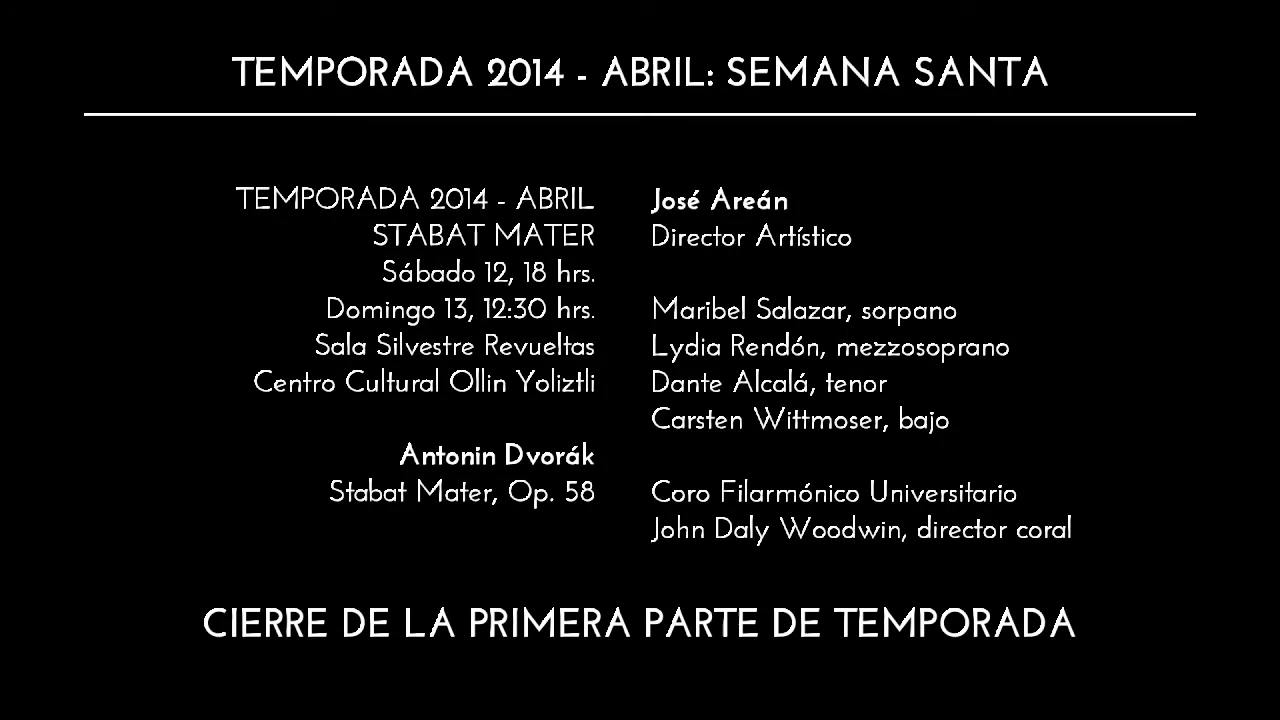 TEMPORADA 2014 - ABRIL: SEMANA SANTA
TEMPORADA 2014 - ABRIL
STABAT MATER
Sábado 12, 18 hrs.
Domingo 13, 12:30 hrs.
Sala Silvestre Revueltas
Centro Cultural Ollin Yoliztli
Antonin Dvorák
Stabat Mater, Op. 58
José Areán
Director Artístico
Maribel Salazar, sorpano
Lydia Rendón, mezzosoprano
Dante Alcalá, tenor
Carsten Wittmoser, bajo
Coro Filarmónico Universitario
John Daly Woodwin, director coral
CIERRE DE LA PRIMERA PARTE DE TEMPORADA